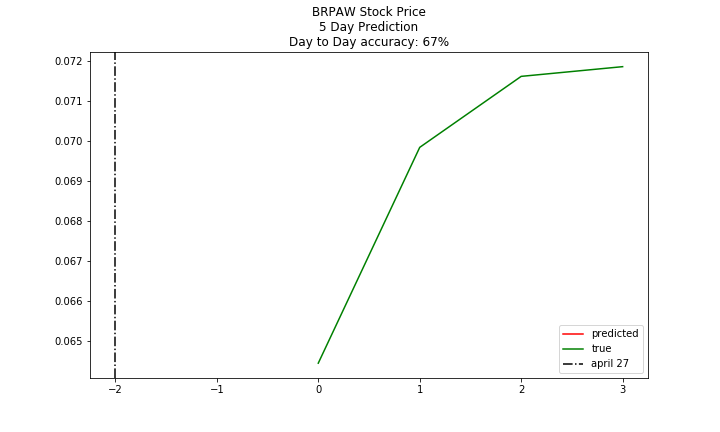 BRPAW Stock Price
5 Day Prediction
Day to Day accuracy: 67%
0.072
0.071
0.070
0.069
0.068
0.067
0.066
0.065
−2
−1
0
1
2
3
predicted
true
april 27